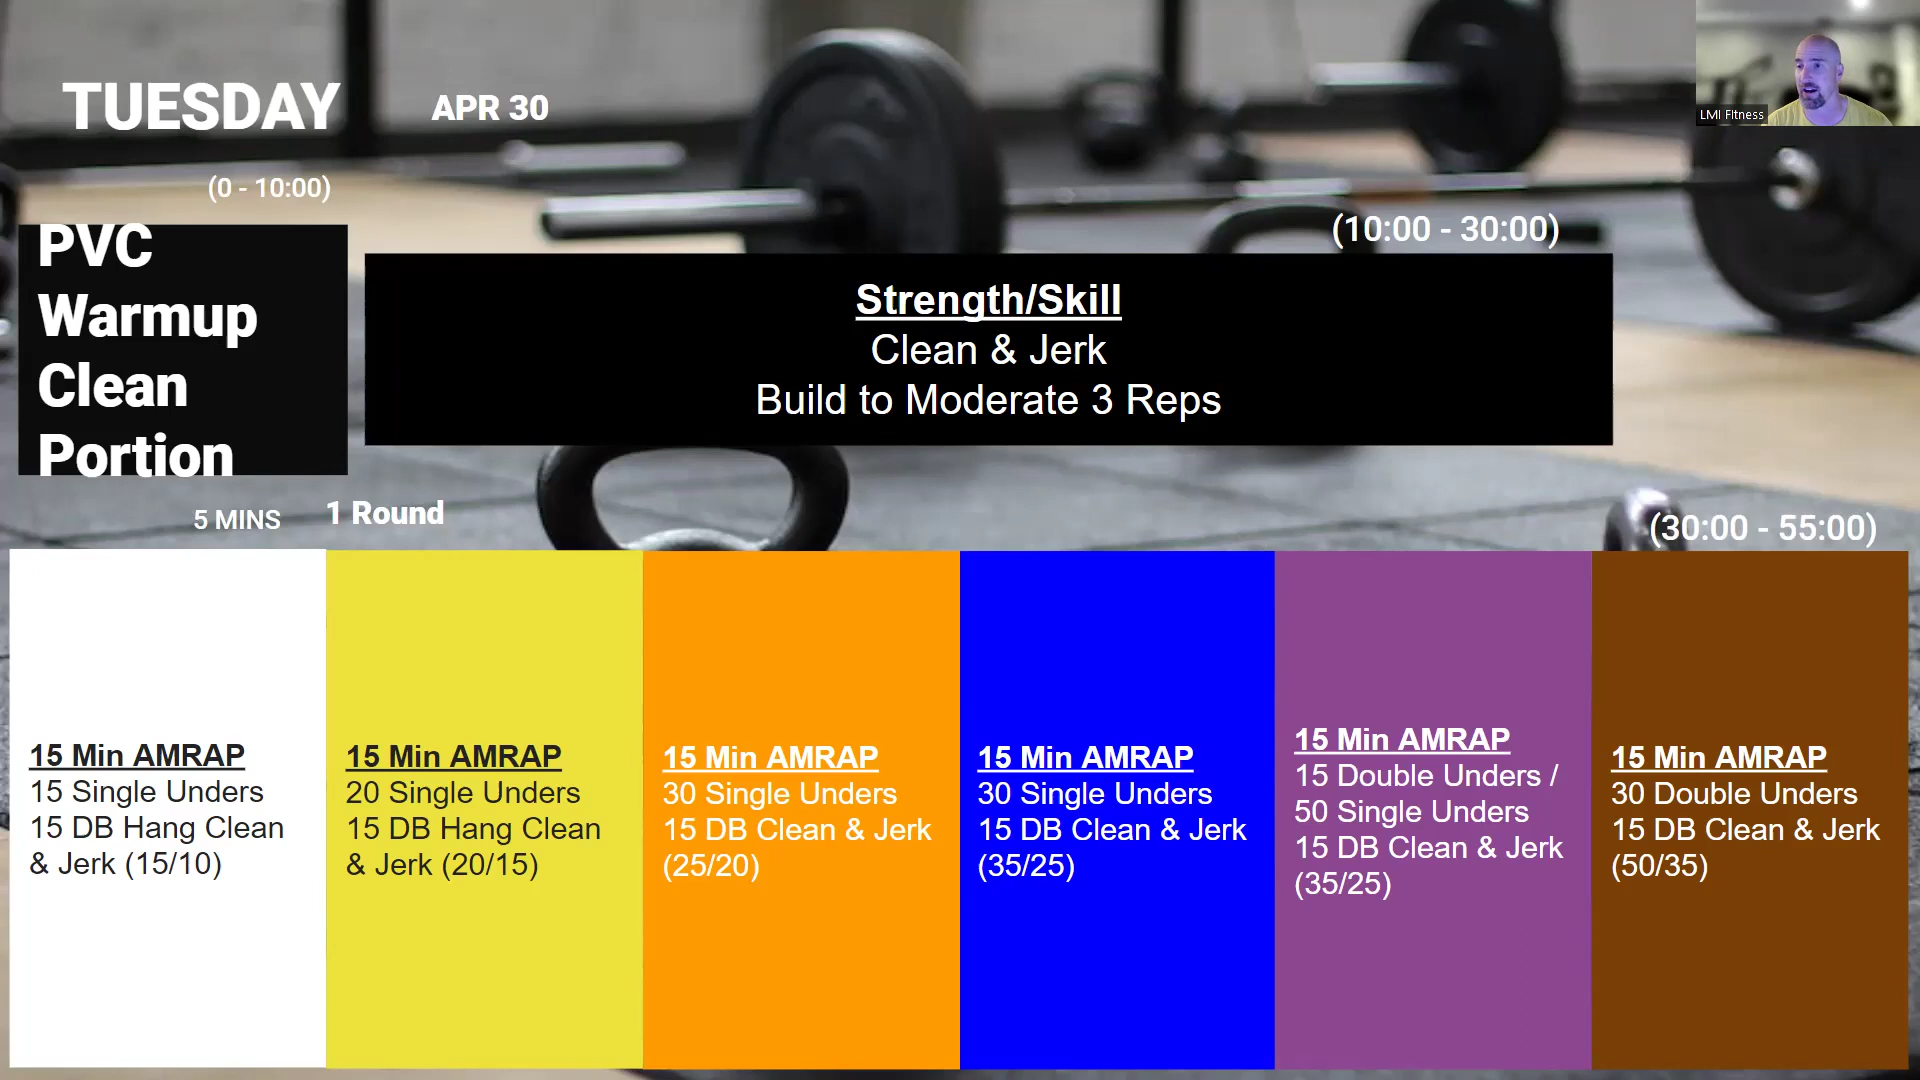 TUESDAY
APR 30
LMI FItness
(0 - 10:00)
PVC
Warmup
Clean
Portion
(10:00 - 30:00)
Strength/Skill
Clean & Jerk
Build to Moderate 3 Reps
5 MINS
1 Round
(30:00 - 55:00)
15 Min AMRAP
15 Single Unders
15 DB Hang Clean
& Jerk (15/10)
15 Min AMRAP
20 Single Unders
15 DB Hang Clean
& Jerk (20/15)
15 Min AMRAP
30 Single Unders
15 DB Clean & Jerk
(25/20)
15 Min AMRAP
30 Single Unders
15 DB Clean & Jerk
(35/25)
15 Min AMRAP
15 Double Unders /
50 Single Unders
15 DB Clean & Jerk
(35/25)
15 Min AMRAP
30 Double Unders
15 DB Clean & Jerk
(50/35)